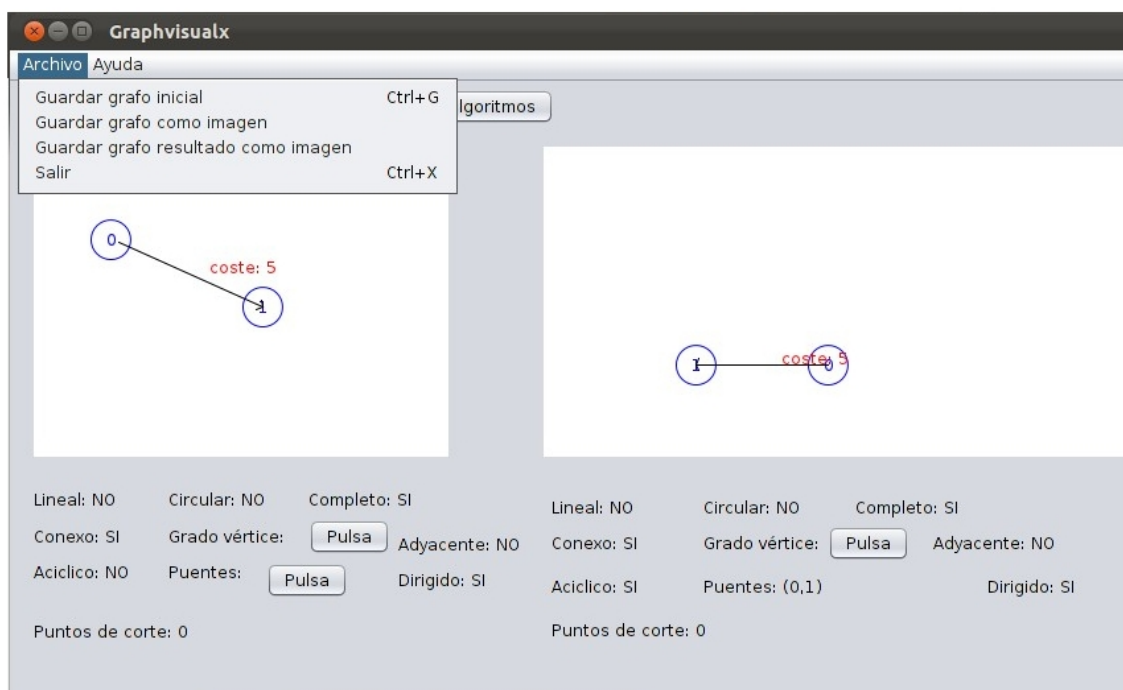 Graphvisualx
Archivo Ayuda
Guardar grafo inicial Ctrl+G
Guardar grafo como imagen
Guardar grafo resultado como imagen
Salir Ctrl+X
lgoritmos
0
coste: 5
1
1
coste: 5
0
Lineal: NO Circular: NO Completo: SI
Conexo: SI Grado vértice: Pulsa Adyacente: NO
Aciclico: NO Puentes: Pulsa Dirigido: SI
Puntos de corte: 0
Lineal: NO Circular: NO Completo: SI
Conexo: SI Grado vértice: Pulsa Adyacente: NO
Aciclico: SI Puentes: (0,1) Dirigido: SI
Puntos de corte: 0